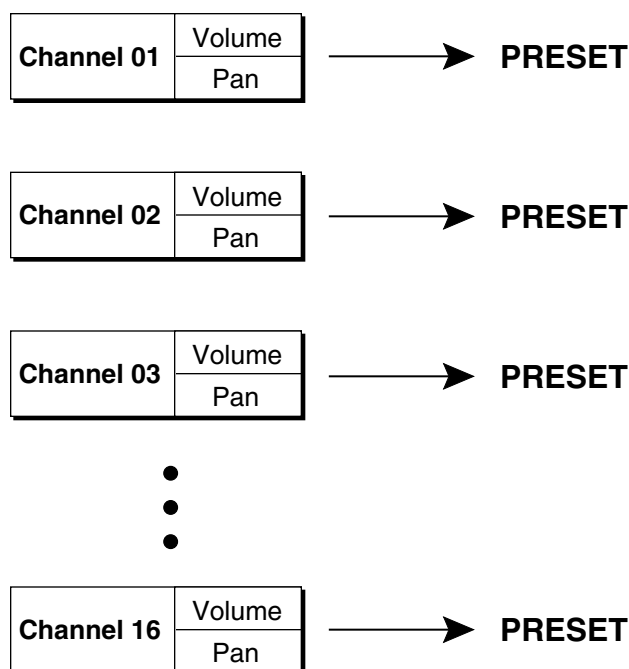 Channel 01 Volume PRESET
Pan
Channel 02 Volume PRESET
Pan
Channel 03 Volume PRESET
Pan
Channel 16 Volume PRESET
Pan